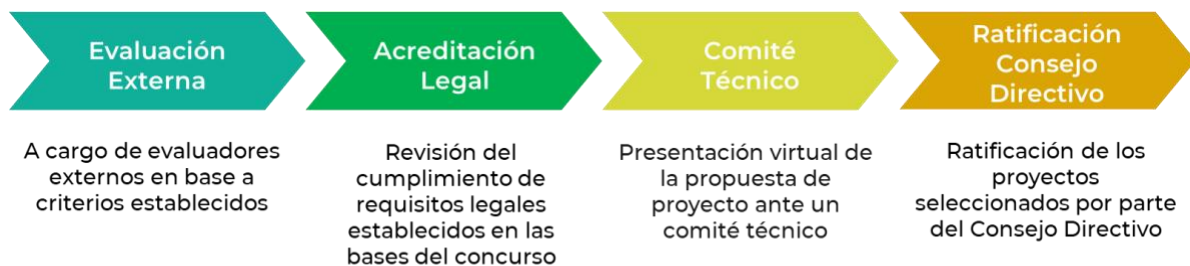 Evaluación
Externa
A cargo de evaluadores
externos en base a
criterios establecidos
Acreditación
Legal
Revisión del
cumplimiento de
requisitos legales
establecidos en las
bases del concurso
Comité
Técnico
Presentación virtual de
la propuesta de
proyecto ante un
comité técnico
Ratificación
Consejo
Directivo
Ratificación de los
proyectos
seleccionados por parte
del Consejo Directivo